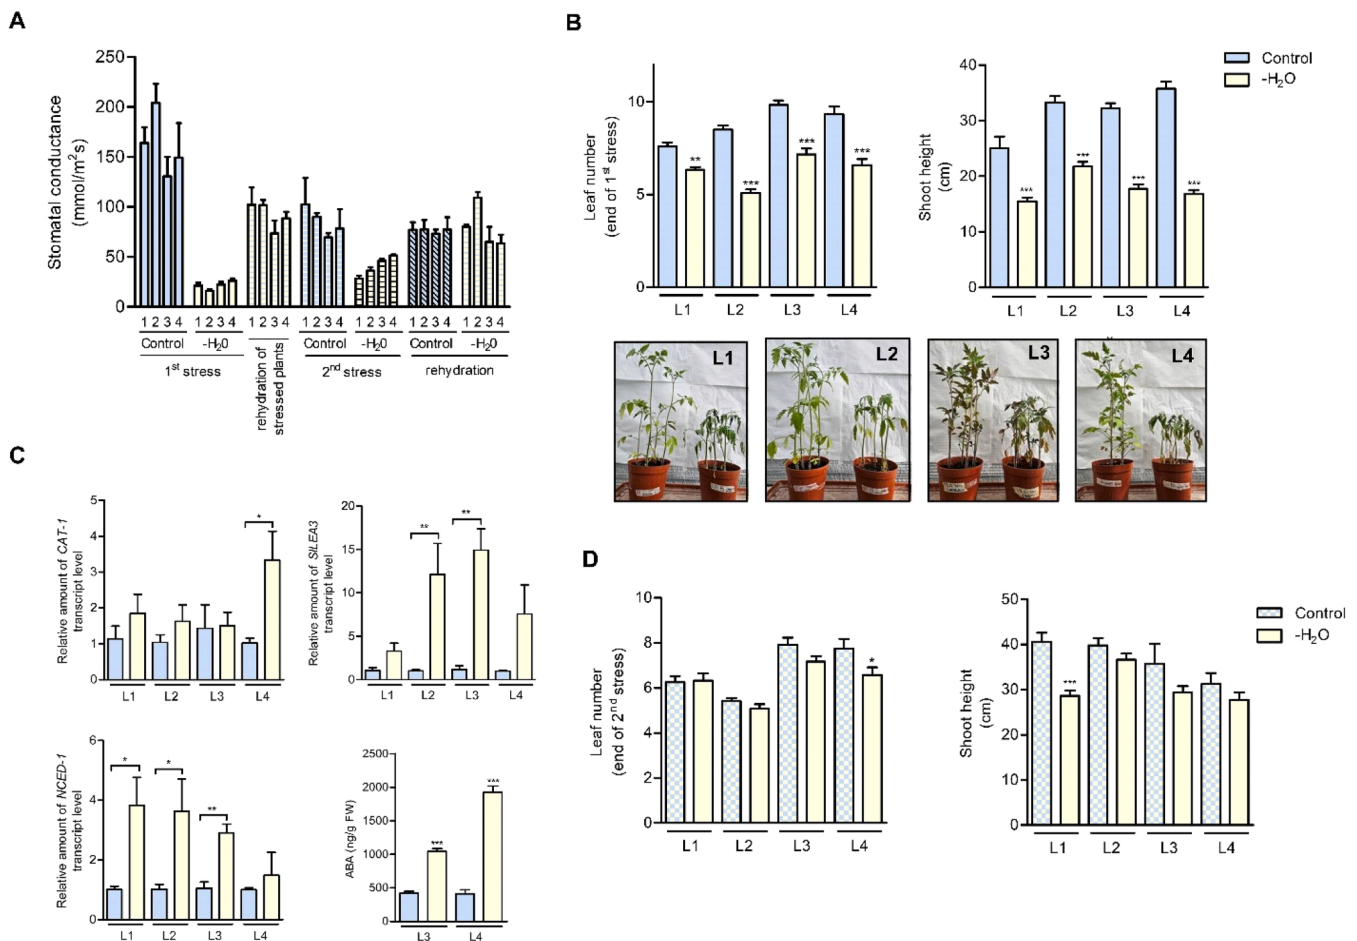 A
Stomatal conductance
(mmol/m²s)
250
200
150
100
50
0
1 2 3 4 1 2 3 4 1 2 3 4 1 2 3 4 1 2 3 4 1 2 3 4 1 2 3 4
Control -H₂0 Control -H₂0 Control -H₂0
1st stress
rehydration of
stressed plants
2nd stress
rehydration
B
Leaf number
(end of 1st stress)
10
5
0
** *** *** ***
L1 L2 L3 L4
Shoot height
(cm)
40
30
20
10
0
*** *** *** ***
L1 L2 L3 L4
Control
-H₂O
L1 L2 L3 L4
C
Relative amount of CAT-1
transcript level
5
4
3
2
1
0
*
L1 L2 L3 L4
Relative amount of SlLEA3
transcript level
20
15
10
5
0
** **
L1 L2 L3 L4
Relative amount of NCED-1
transcript level
6
4
2
0
* * **
L1 L2 L3 L4
ABA (ng/g FW)
2500
2000
1500
1000
500
0
*** ***
L3 L4
D
Leaf number
(end of 2nd stress)
10
8
6
4
2
0
*
L1 L2 L3 L4
Shoot height
(cm)
50
40
30
20
10
0
***
L1 L2 L3 L4
Control
-H₂O